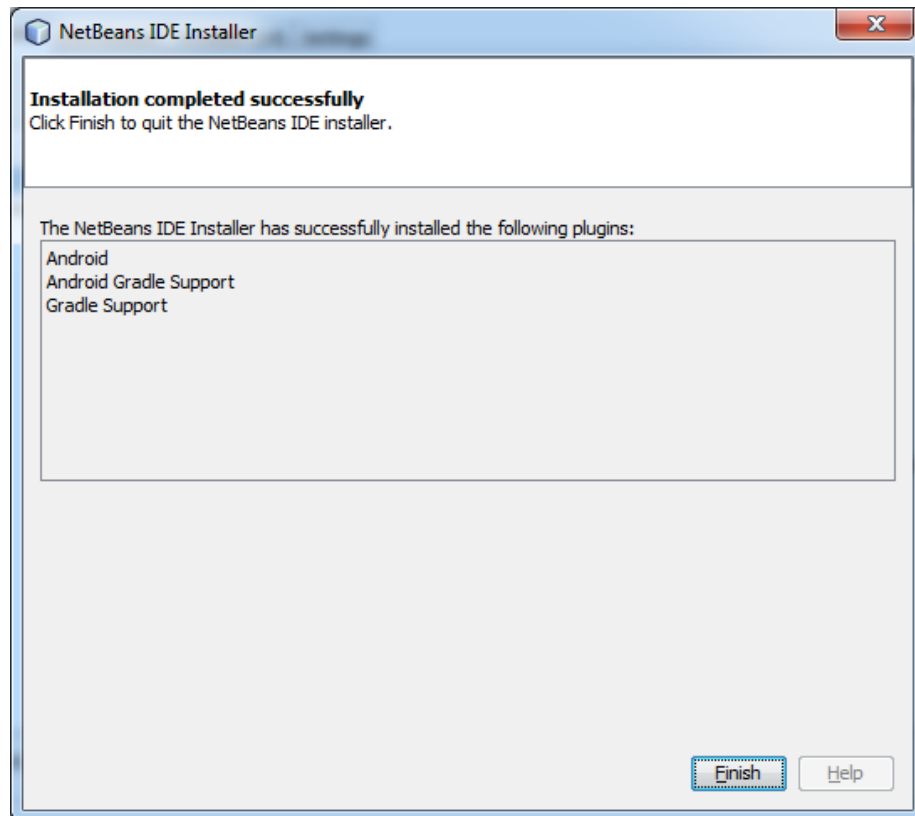 NetBeans IDE Installer
Installation completed successfully
Click Finish to quit the NetBeans IDE installer.
The NetBeans IDE Installer has successfully installed the following plugins:
Android
Android Gradle Support
Gradle Support
Finish
Help